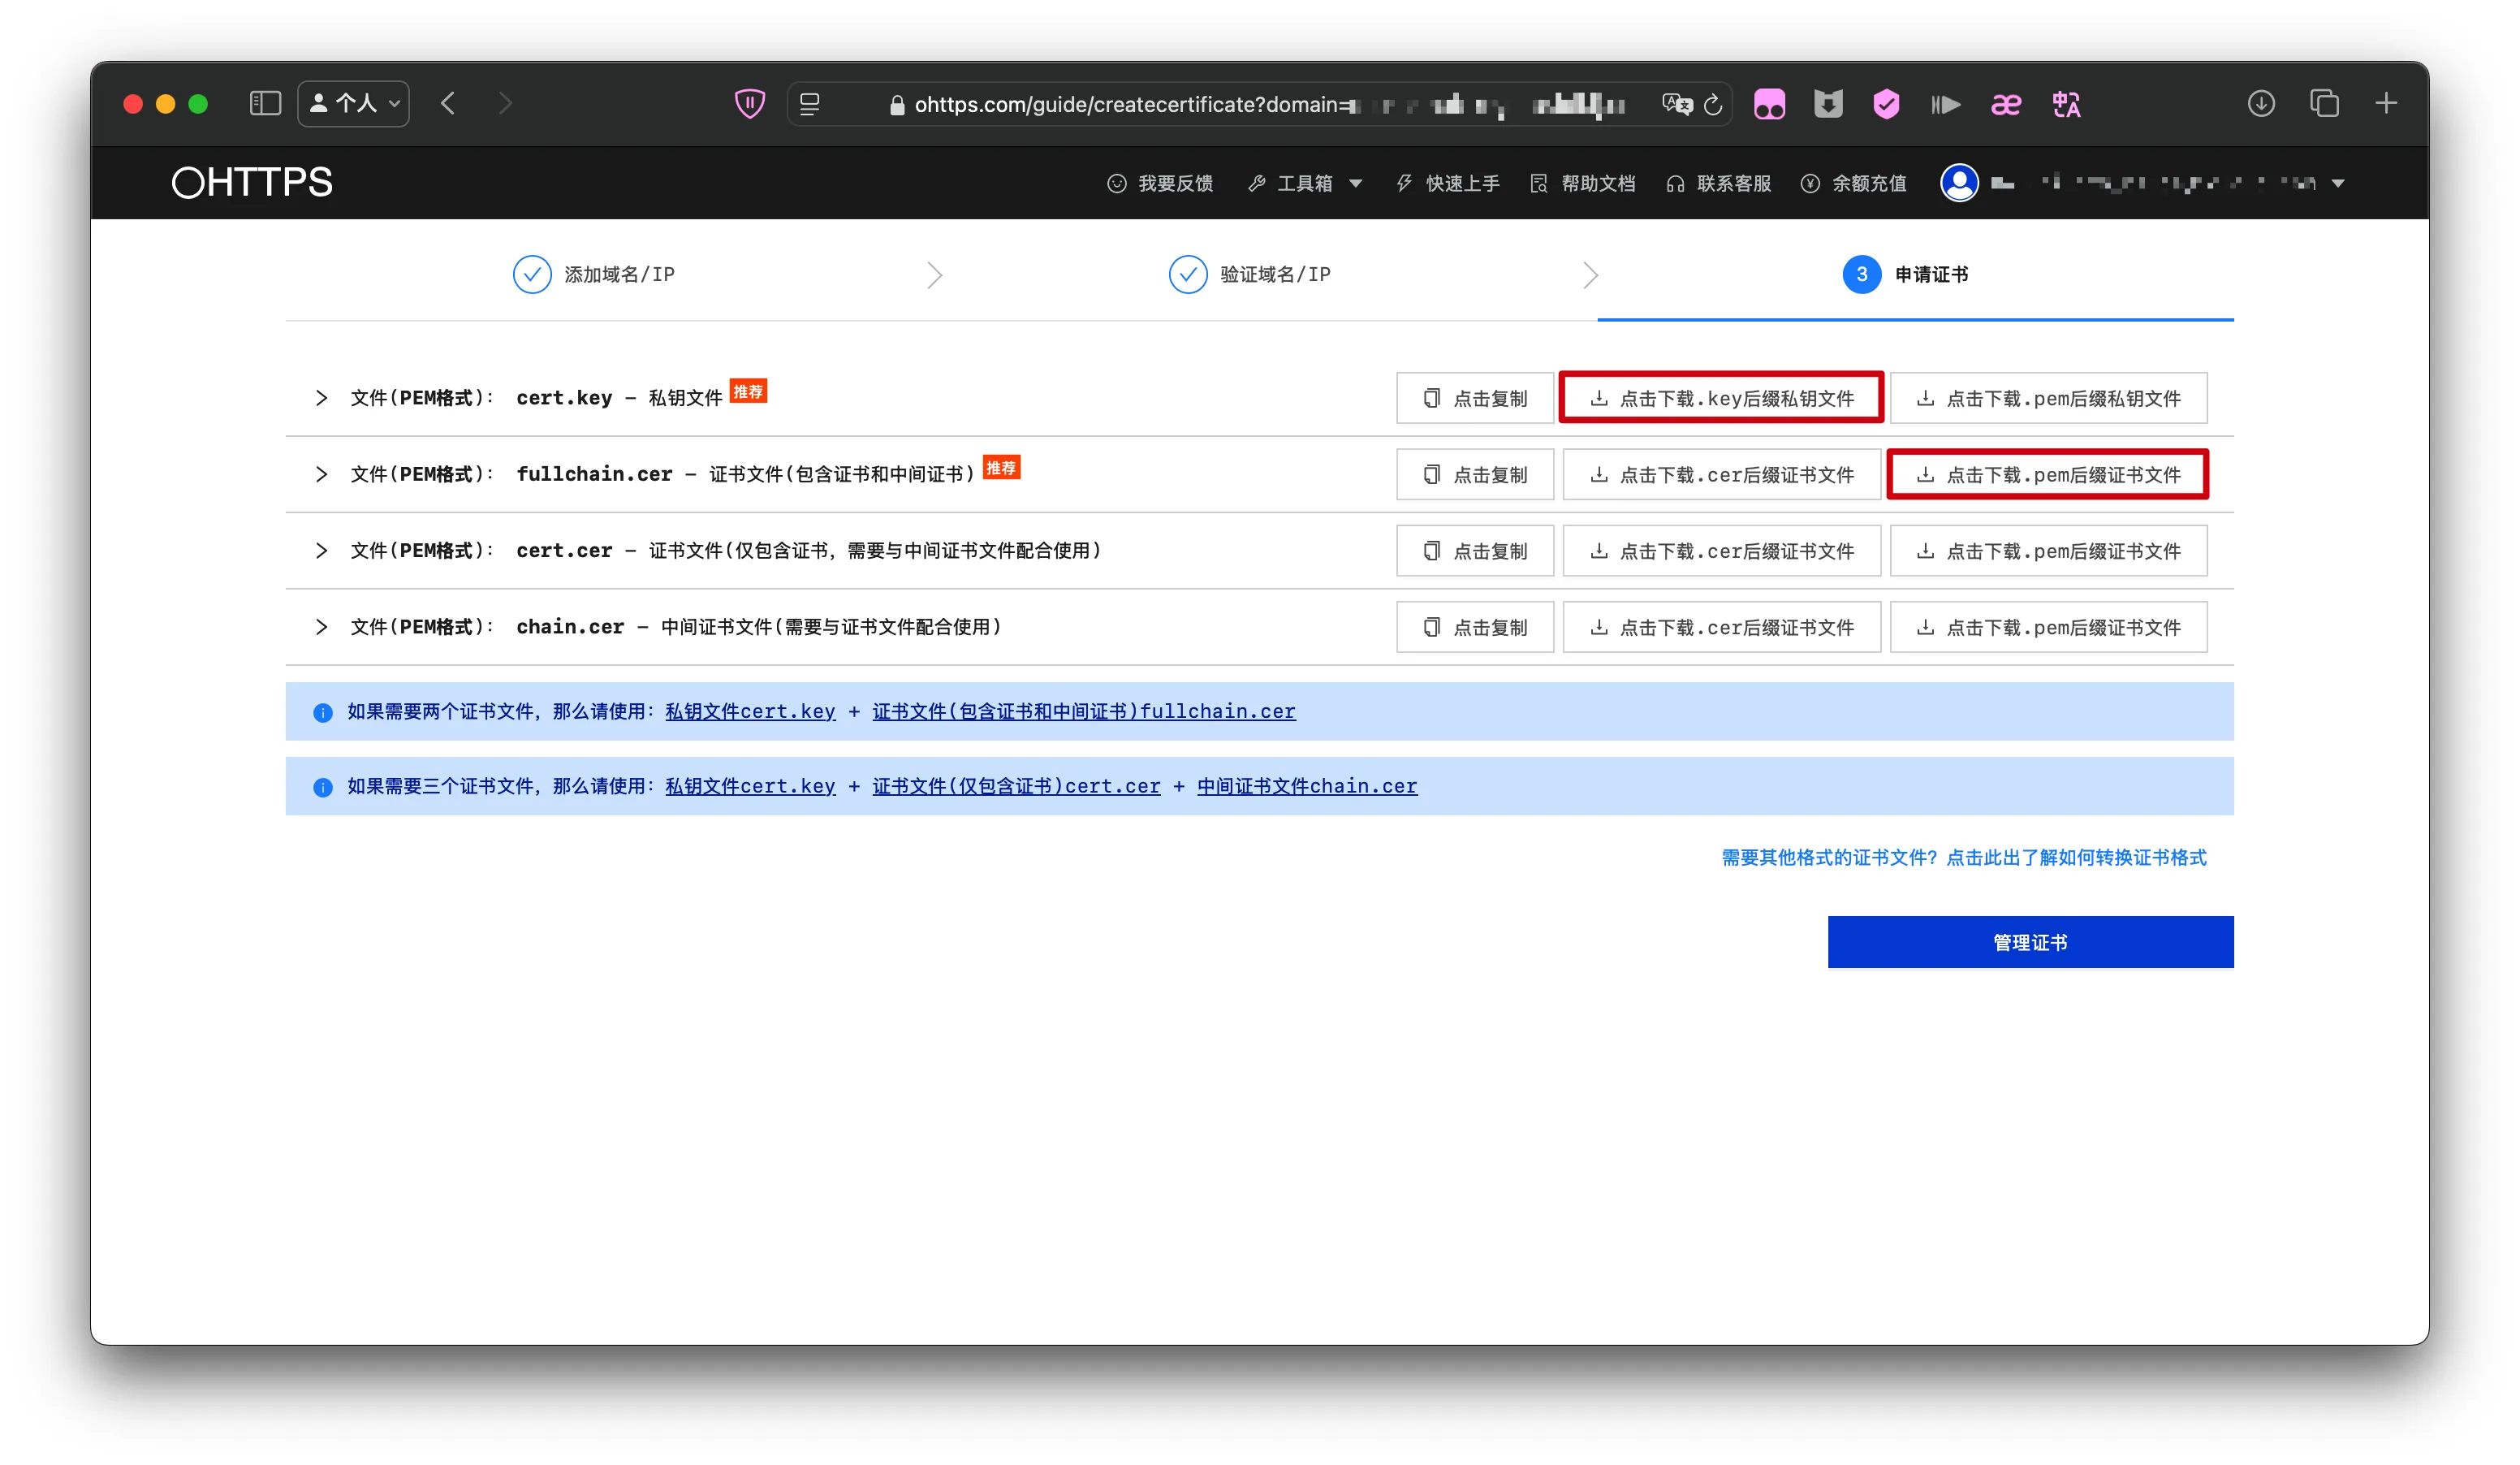 个人
ohttps.com/guide/createcertificate?domain=
OHTTPS
我要反馈 工具箱 快速上手 帮助文档 联系客服 余额充值
添加域名/IP
验证域名/IP
3 申请证书
文件(PEM格式): cert.key – 私钥文件 推荐 点击复制 点击下载.key后缀私钥文件 点击下载.pem后缀私钥文件
文件(PEM格式): fullchain.cer – 证书文件(包含证书和中间证书) 推荐 点击复制 点击下载.cer后缀证书文件 点击下载.pem后缀证书文件
文件(PEM格式): cert.cer – 证书文件(仅包含证书，需要与中间证书文件配合使用) 点击复制 点击下载.cer后缀证书文件 点击下载.pem后缀证书文件
文件(PEM格式): chain.cer – 中间证书文件(需要与证书文件配合使用) 点击复制 点击下载.cer后缀证书文件 点击下载.pem后缀证书文件
如果需要两个证书文件，那么请使用：私钥文件cert.key + 证书文件(包含证书和中间证书)fullchain.cer
如果需要三个证书文件，那么请使用：私钥文件cert.key + 证书文件(仅包含证书)cert.cer + 中间证书文件chain.cer
需要其他格式的证书文件？点击此出了解如何转换证书格式
管理证书